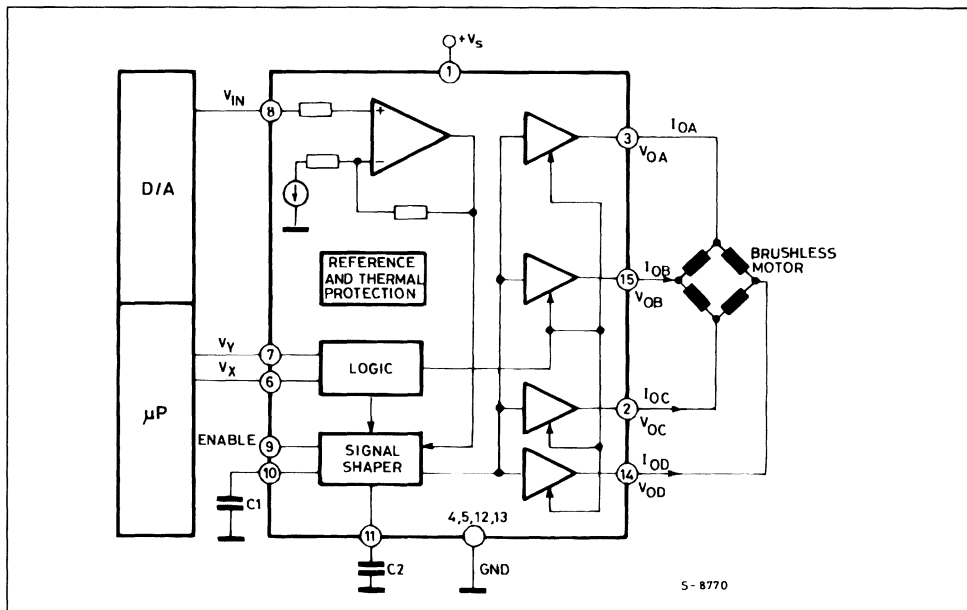 +Vs
1
VIN
8
+
−
D/A
3
IOA
VOA
REFERENCE
AND THERMAL
PROTECTION
IOB
15
VOB
BRUSHLESS
MOTOR
VY
7
VX
6
LOGIC
μP
ENABLE
9
10
SIGNAL
SHAPER
C1
2
IOC
VOC
IOD
14
VOD
4,5,12,13
11
C2
GND
S-8770